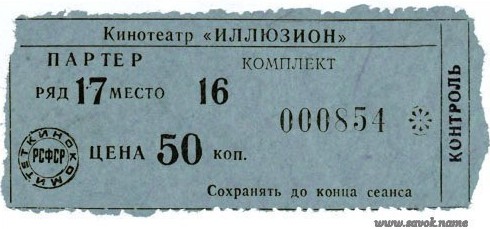 Кинотеатр «ИЛЛЮЗИОН»
ПАРТЕР КОМПЛЕКТ
РЯД 17 МЕСТО 16
000854
КИНОКОМИТЕТ
РСФСР
ЦЕНА 50 КОП.
Сохранять до конца сеанса
КОНТРОЛЬ
www.savok.name